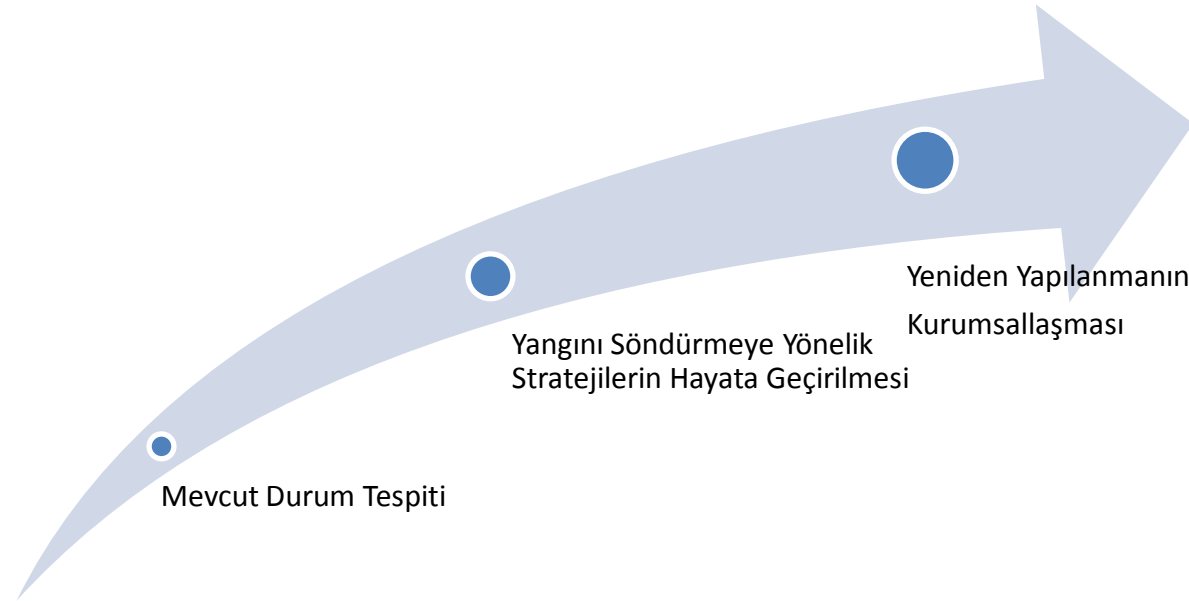 Mevcut Durum Tespiti
Yangını Söndürmeye Yönelik
Stratejilerin Hayata Geçirilmesi
Yeniden Yapılanmanın
Kurumsallaşması